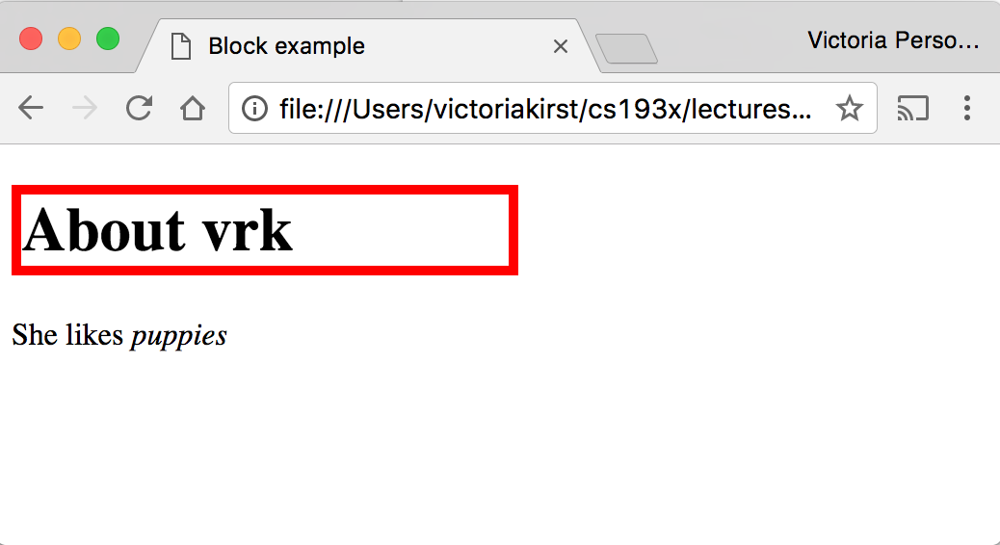 Block example
Victoria Perso...
file:///Users/victoriakirst/cs193x/lectures...
About vrk
She likes puppies